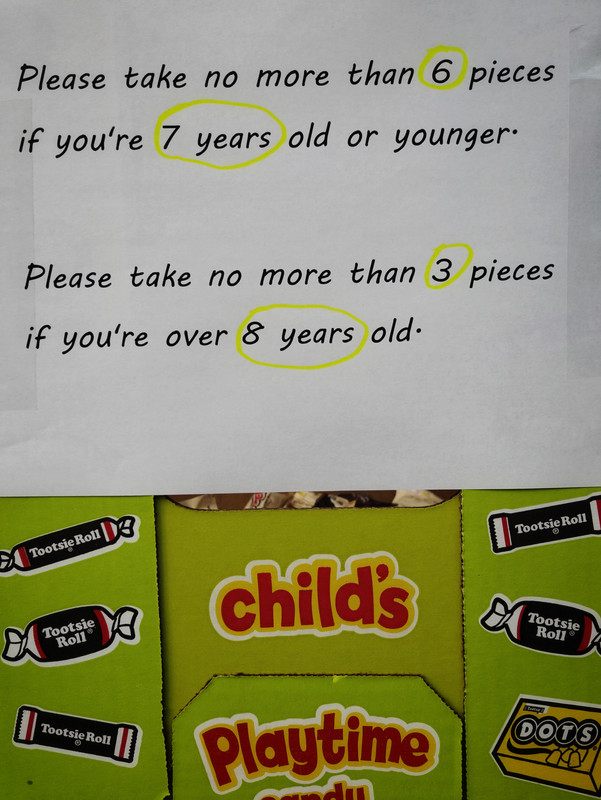 Please take no more than 6 pieces
if you're 7 years old or younger.
Please take no more than 3 pieces
if you're over 8 years old.
Tootsie Roll
Tootsie Roll
child's
Tootsie
Roll
Tootsie
Roll
Tootsie Roll
Playtime
candy
DOTS